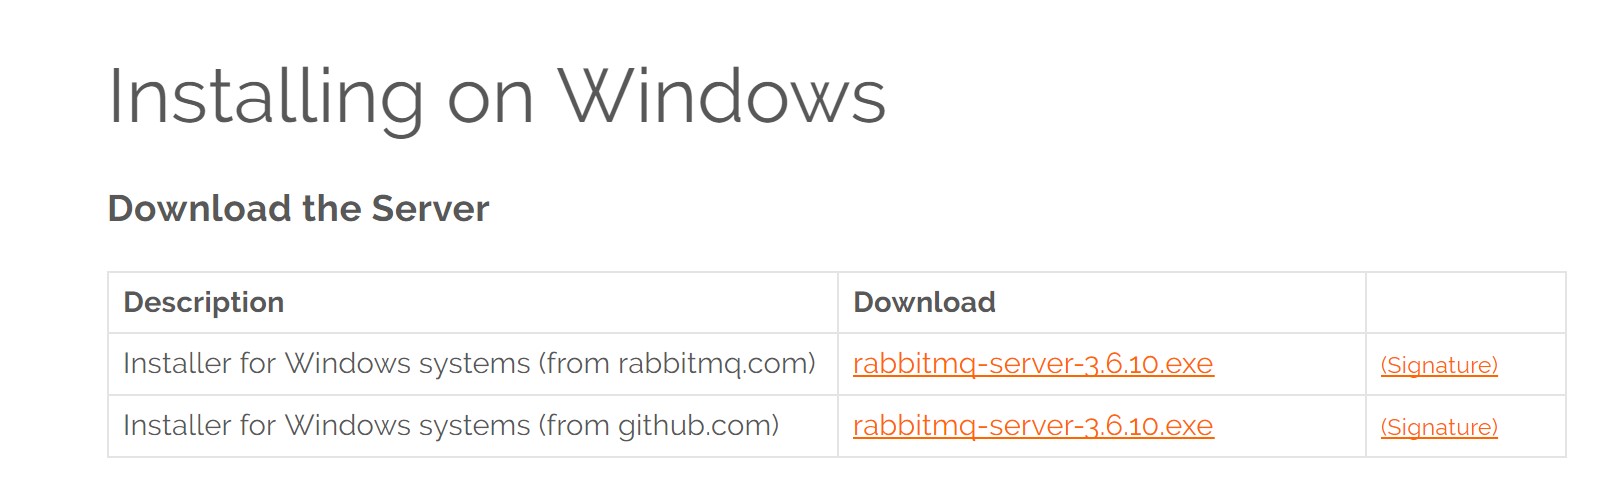 Installing on Windows
Download the Server
Description Download
Installer for Windows systems (from rabbitmq.com) rabbitmq-server-3.6.10.exe (Signature)
Installer for Windows systems (from github.com) rabbitmq-server-3.6.10.exe (Signature)